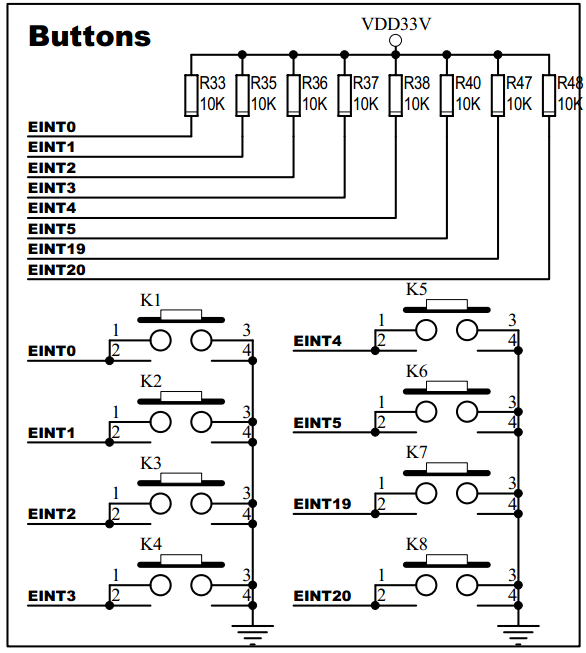 Buttons
VDD33V
R33 R35 R36 R37 R38 R40 R47 R48
10K 10K 10K 10K 10K 10K 10K 10K
EINT0
EINT1
EINT2
EINT3
EINT4
EINT5
EINT19
EINT20
K1
1 3
2 4
EINT0
K2
1 3
2 4
EINT1
K3
1 3
2 4
EINT2
K4
1 3
2 4
EINT3
K5
1 3
2 4
EINT4
K6
1 3
2 4
EINT5
K7
1 3
2 4
EINT19
K8
1 3
2 4
EINT20